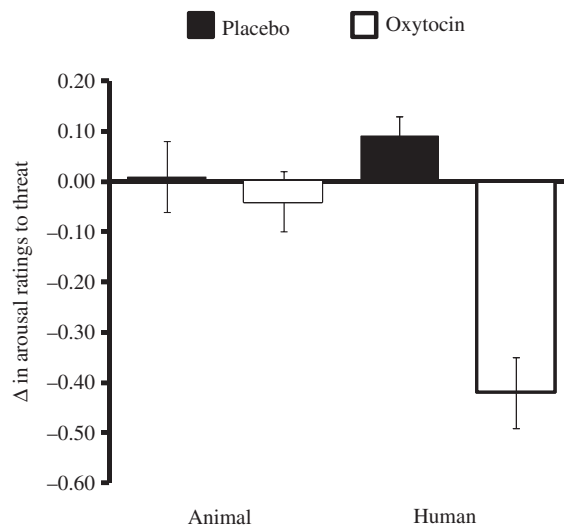 Placebo
Oxytocin
Δ in arousal ratings to threat
0.20
0.10
0.00
–0.10
–0.20
–0.30
–0.40
–0.50
–0.60
Animal
Human